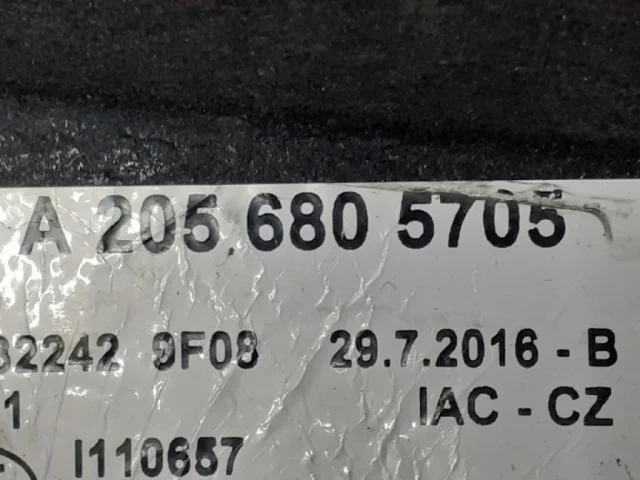 A 205 680 5705
32242 9F08 29.7.2016 - B
1 IAC - CZ
I110657